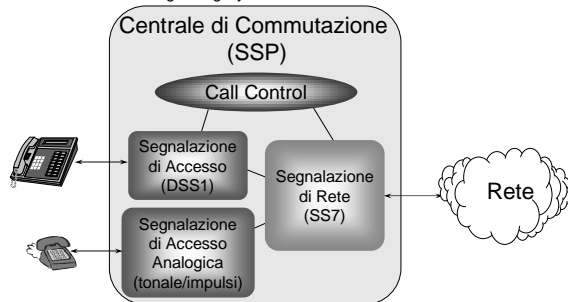 Centrale di Commutazione
(SSP)
Call Control
Segnalazione
di Accesso
(DSS1)
Segnalazione
di Rete
(SS7)
Rete
Segnalazione
di Accesso
Analogica
(tonale/impulsi)